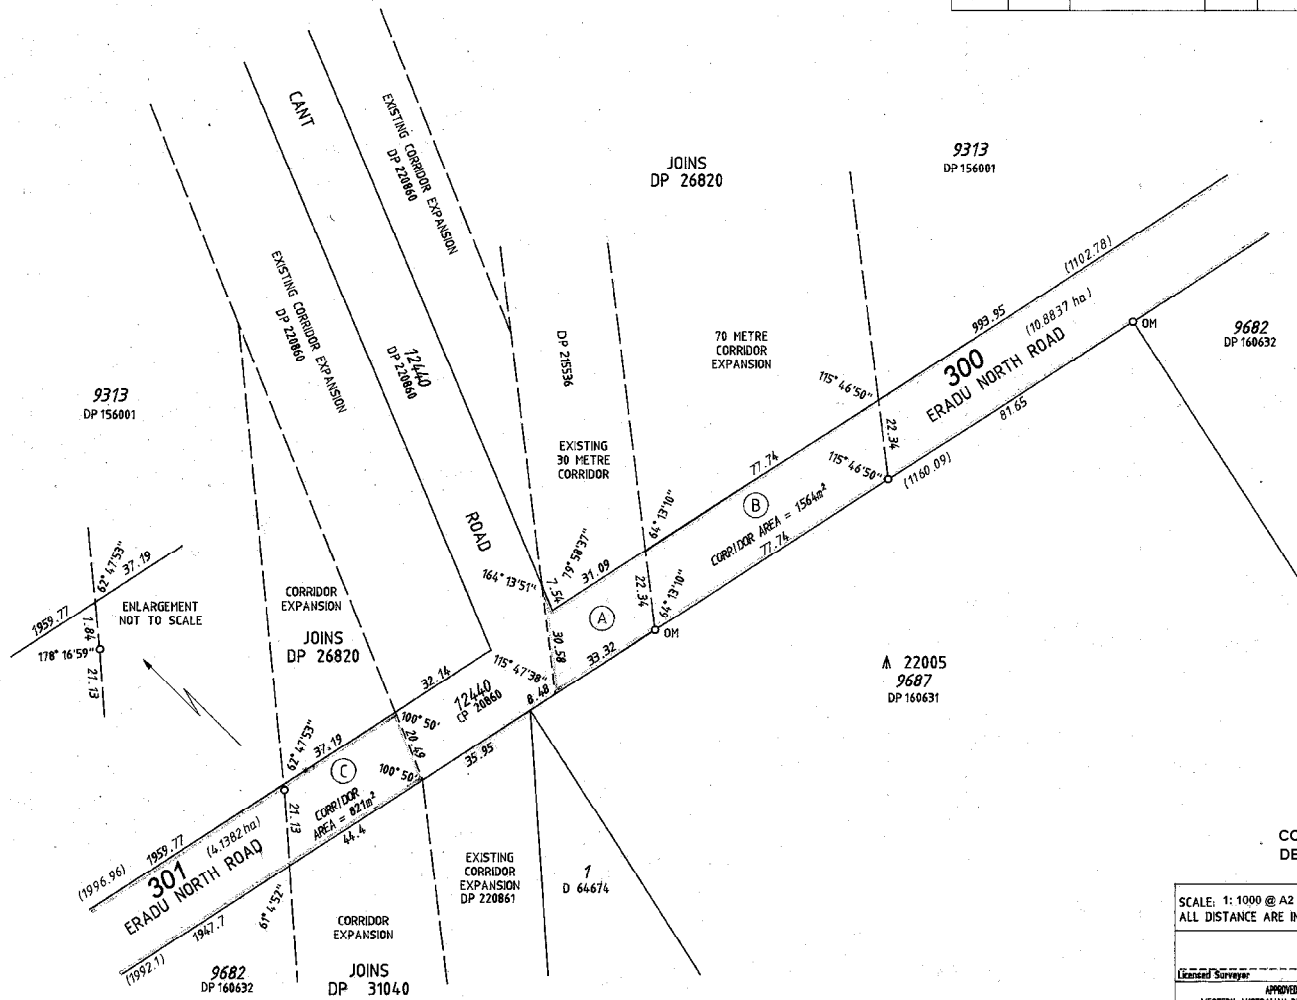 CANT
EXISTING CORRIDOR EXPANSION
DP 220860
JOINS
DP 26820
9313
DP 156001
(1102.78)
993.95
(10.8837 ha)
300
ERADU NORTH ROAD
OM
9682
DP 160632
EXISTING CORRIDOR EXPANSION
DP 220860
12440
DP 220860
DP 215536
70 METRE
CORRIDOR
EXPANSION
115° 46'50"
22.34
81.65
9313
DP 156001
EXISTING
30 METRE
CORRIDOR
77.74
115° 46'50"
(1160.09)
B
CORRIDOR AREA = 1564m²
77.74
64° 13'10"
ROAD
62° 47'53"
37.19
1959.77
1.84
178° 16'59"
21.13
ENLARGEMENT
NOT TO SCALE
CORRIDOR
EXPANSION
JOINS
DP 26820
164° 13'51"
7.54
79° 58'37"
31.09
22.34
64° 13'10"
A
OM
30.58
33.32
115° 47'38"
32.14
12440
CP 20860
8.48
22005
9687
DP 160631
100° 50'
20.49
100° 50'
35.95
62° 47'53"
37.19
C
CORRIDOR
AREA = 821m²
21.13
44.4
(1996.96)
1959.77
301
(4.1382 ha)
ERADU NORTH ROAD
1947.7
(1992.1)
61° 4'52"
EXISTING
CORRIDOR
EXPANSION
DP 220861
1
D 64674
CORRIDOR
EXPANSION
9682
DP 160632
JOINS
DP 31040
SCALE: 1: 1000 @ A2
ALL DISTANCE ARE
Licensed Surveyor
APPROVED